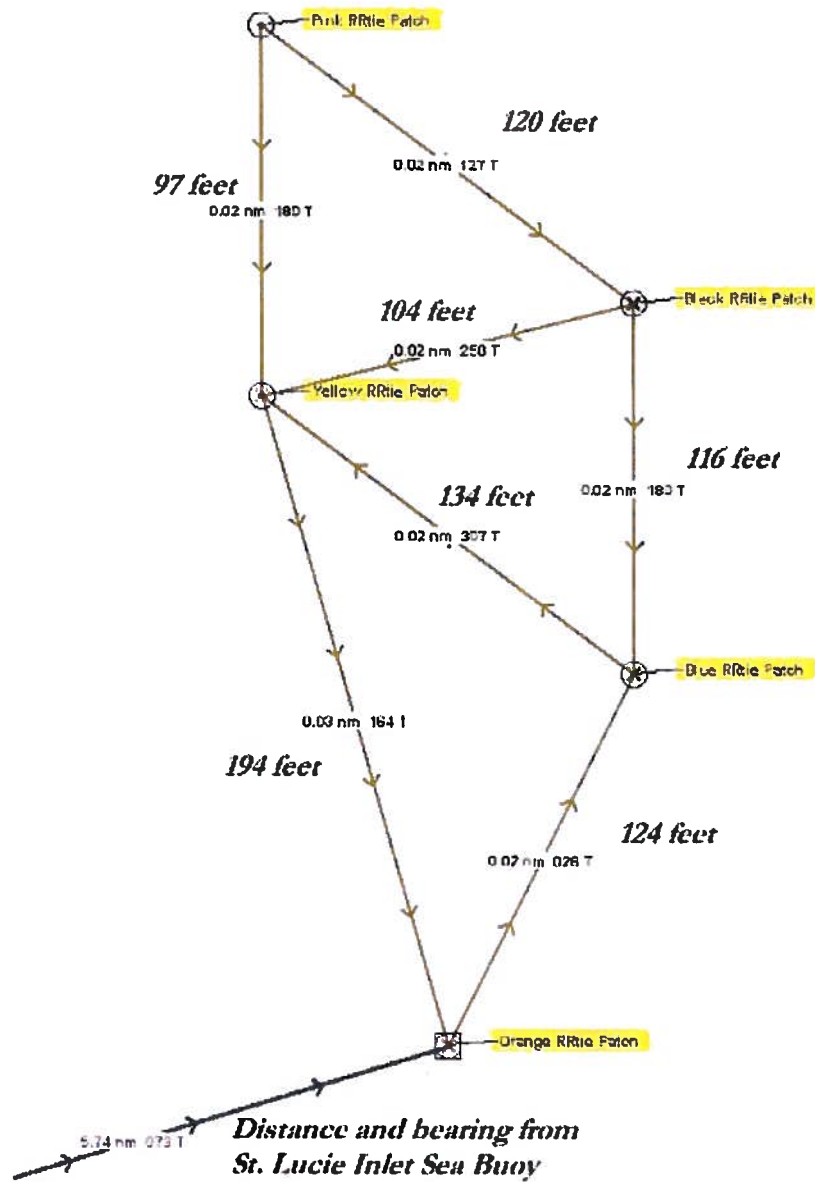 Pink RRtie Patch
120 feet
0.02 nm 127 T
97 feet
0.02 nm 180 T
Black RRtie Patch
104 feet
0.02 nm 258 T
Yellow RRtie Patch
116 feet
0.02 nm 180 T
134 feet
0.02 nm 307 T
Blue RRtie Patch
0.03 nm 164 T
194 feet
124 feet
0.02 nm 026 T
Orange RRtie Patch
5.74 nm 073 T
Distance and bearing from
St. Lucie Inlet Sea Buoy